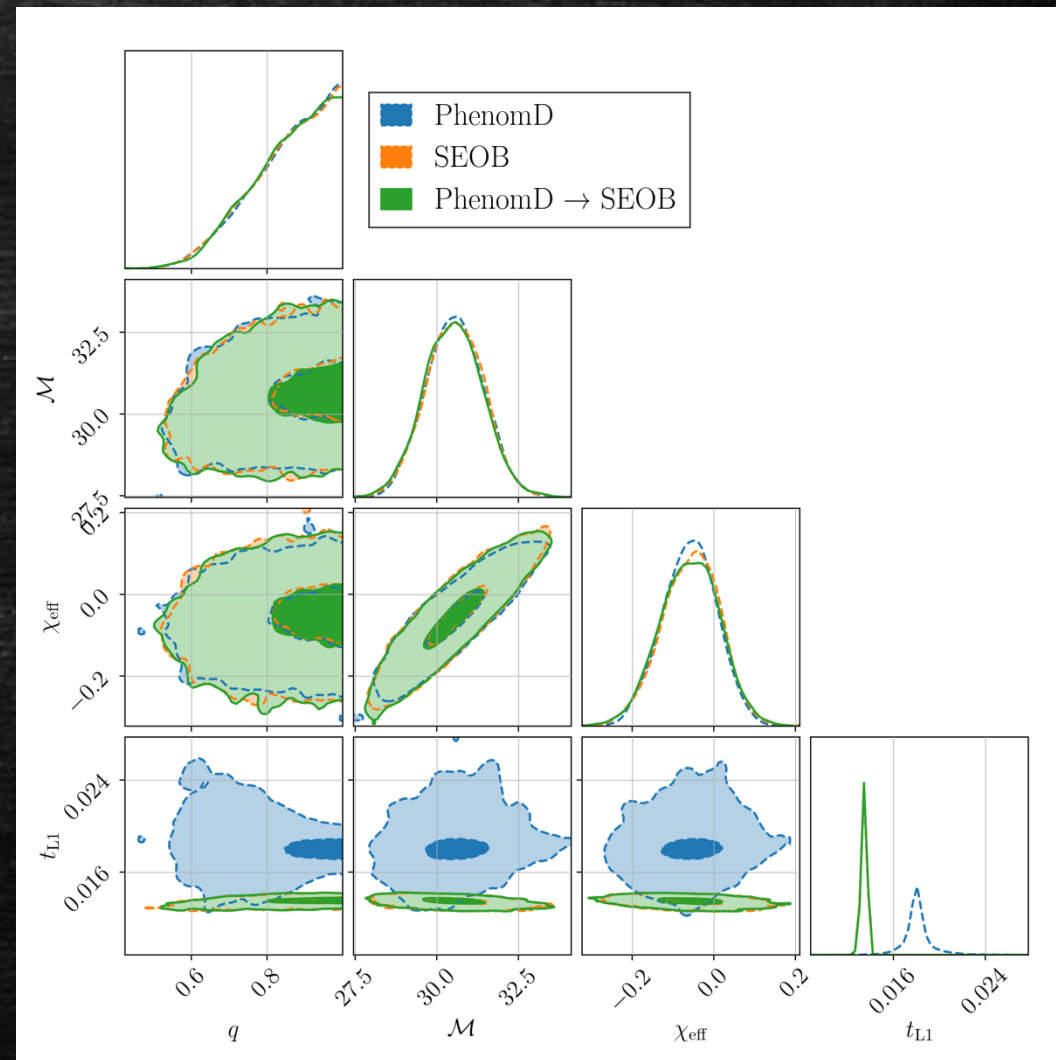 PhenomD
SEOB
PhenomD → SEOB
32.5
ℳ
30.0
27.5
0.2
χeff
0.0
−0.2
0.024
tL1
0.016
0.6 0.8 27.5 30.0 32.5 −0.2 0.0 0.2 0.016 0.024
q ℳ χeff tL1